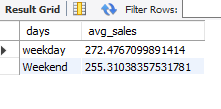 Result Grid Filter Rows:
days avg_sales
weekday 272.4767099891414
Weekend 255.31038357531781